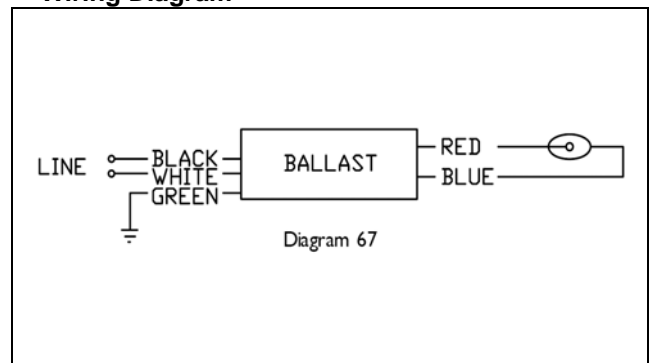 Wiring Diagram
LINE
BLACK
WHITE
GREEN
BALLAST
RED
BLUE
Diagram 67